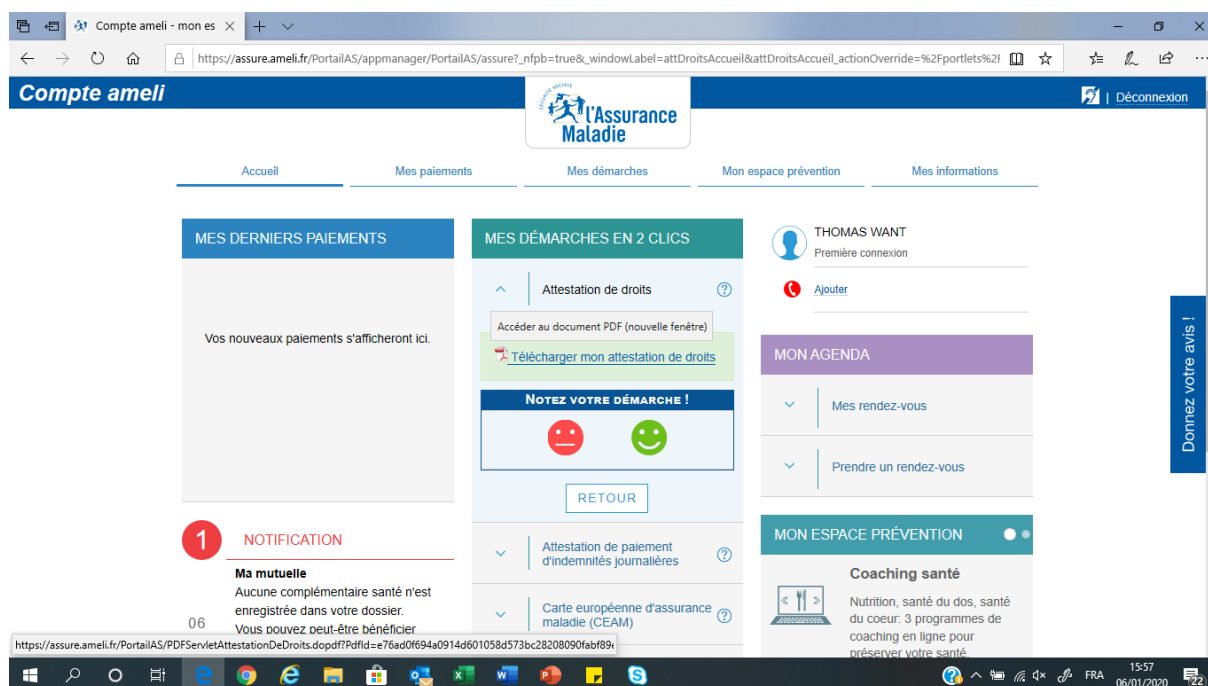 Compte ameli - mon es
https://assure.ameli.fr/PortailAS/appmanager/PortailAS/assure?_nfpb=true&_windowLabel=attDroitsAccueil&attDroitsAccueil_actionOverride=%2Fportlets%2F
Compte ameli
SÉCURITÉ SOCIALE
l'Assurance
Maladie
Déconnexion
Accueil
Mes paiements
Mes démarches
Mon espace prévention
Mes informations
MES DERNIERS PAIEMENTS
Vos nouveaux paiements s'afficheront ici.
1
NOTIFICATION
Ma mutuelle
Aucune complémentaire santé n'est
enregistrée dans votre dossier.
06
Vous pouvez peut-être bénéficier
MES DÉMARCHES EN 2 CLICS
Attestation de droits
?
Accéder au document PDF (nouvelle fenêtre)
Télécharger mon attestation de droits
NOTEZ VOTRE DÉMARCHE !
RETOUR
Attestation de paiement
d'indemnités journalières
?
Carte européenne d'assurance
maladie (CEAM)
?
THOMAS WANT
Première connexion
Ajouter
MON AGENDA
Mes rendez-vous
Prendre un rendez-vous
MON ESPACE PRÉVENTION
Coaching santé
Nutrition, santé du dos, santé
du coeur: 3 programmes de
coaching en ligne pour
préserver votre santé.
Donnez votre avis !
https://assure.ameli.fr/PortailAS/PDFServletAttestationDeDroits.dopdf?PdfId=e76ad0f694a0914d601058d573bc28208090fabf89
FRA
15:57
06/01/2020
22